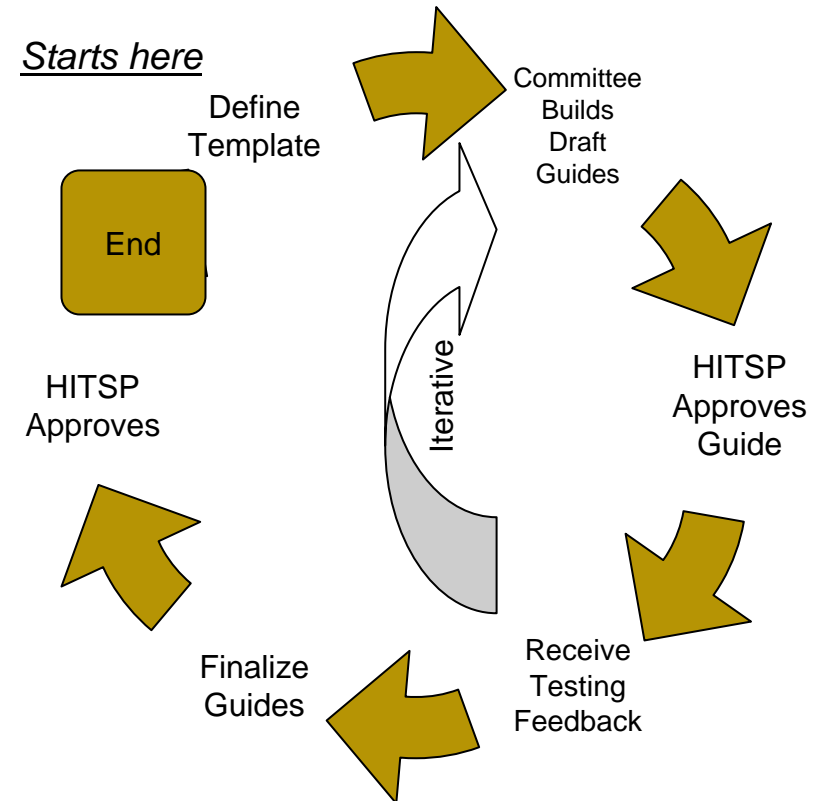 Starts here
Define
Template
Committee
Builds
Draft
Guides
HITSP
Approves
Guide
Receive
Testing
Feedback
Finalize
Guides
HITSP
Approves
End
Iterative